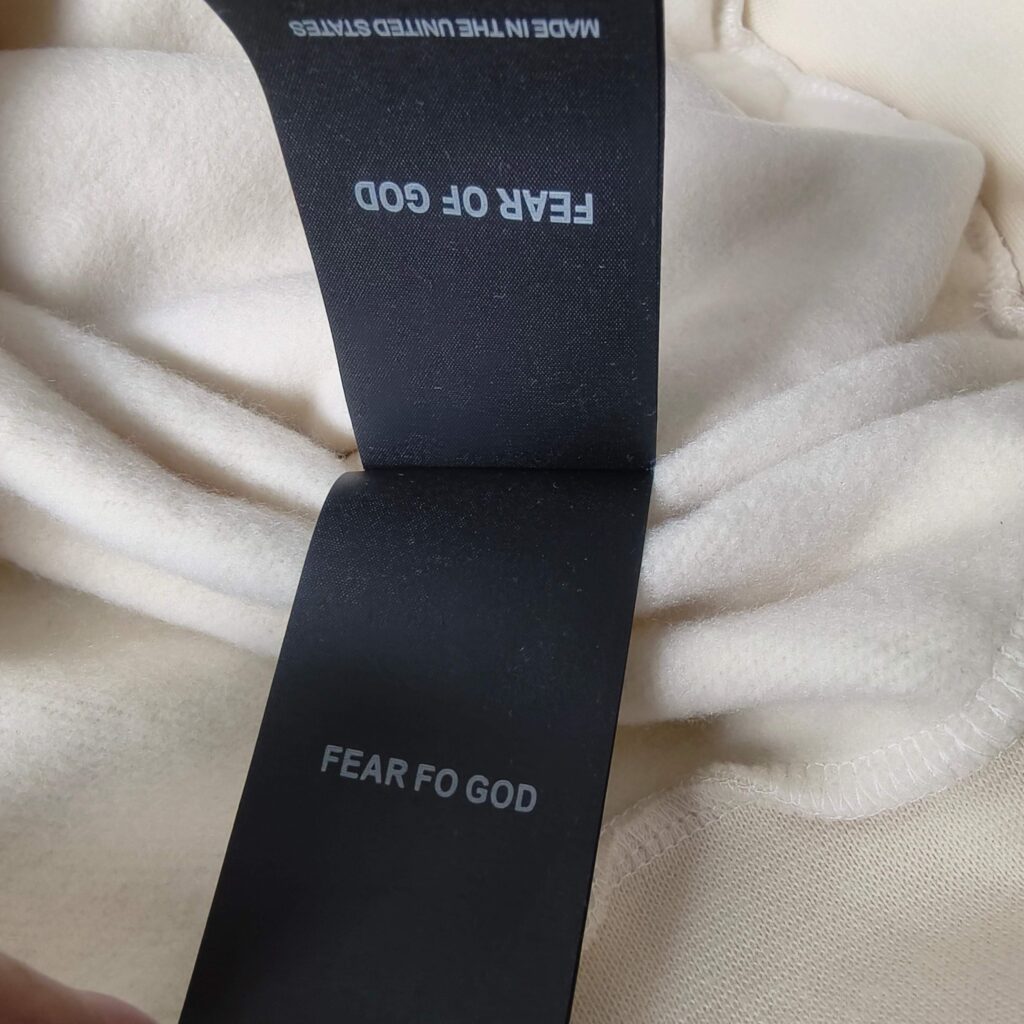 MADE IN THE UNITED STATES
FEAR OF GOD
FEAR FO GOD